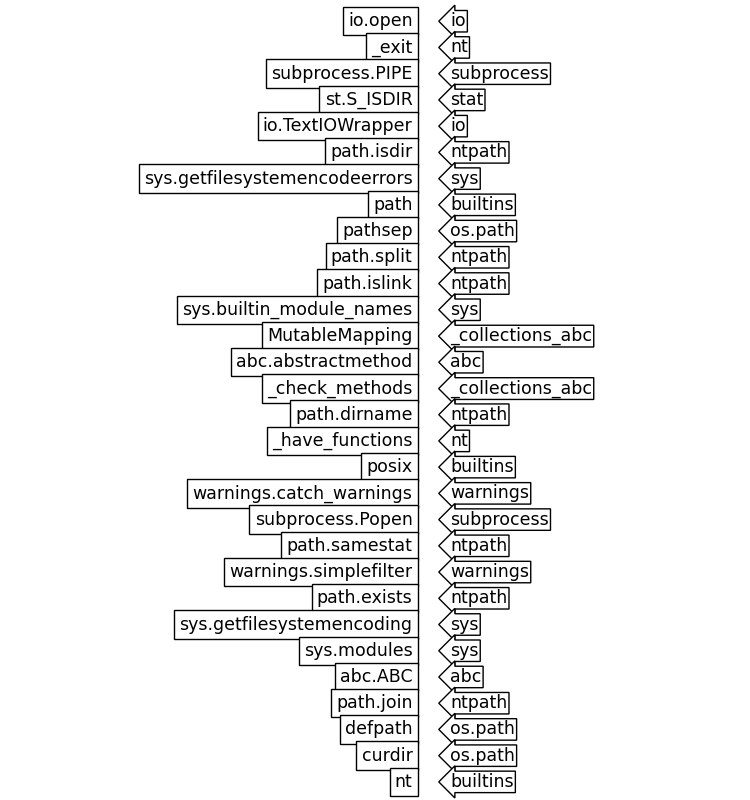 io.open io
_exit nt
subprocess.PIPE subprocess
st.S_ISDIR stat
io.TextIOWrapper io
path.isdir ntpath
sys.getfilesystemencodeerrors sys
path builtins
pathsep os.path
path.split ntpath
path.islink ntpath
sys.builtin_module_names sys
MutableMapping _collections_abc
abc.abstractmethod abc
_check_methods _collections_abc
path.dirname ntpath
_have_functions nt
posix builtins
warnings.catch_warnings warnings
subprocess.Popen subprocess
path.samestat ntpath
warnings.simplefilter warnings
path.exists ntpath
sys.getfilesystemencoding sys
sys.modules sys
abc.ABC abc
path.join ntpath
defpath os.path
curdir os.path
nt builtins